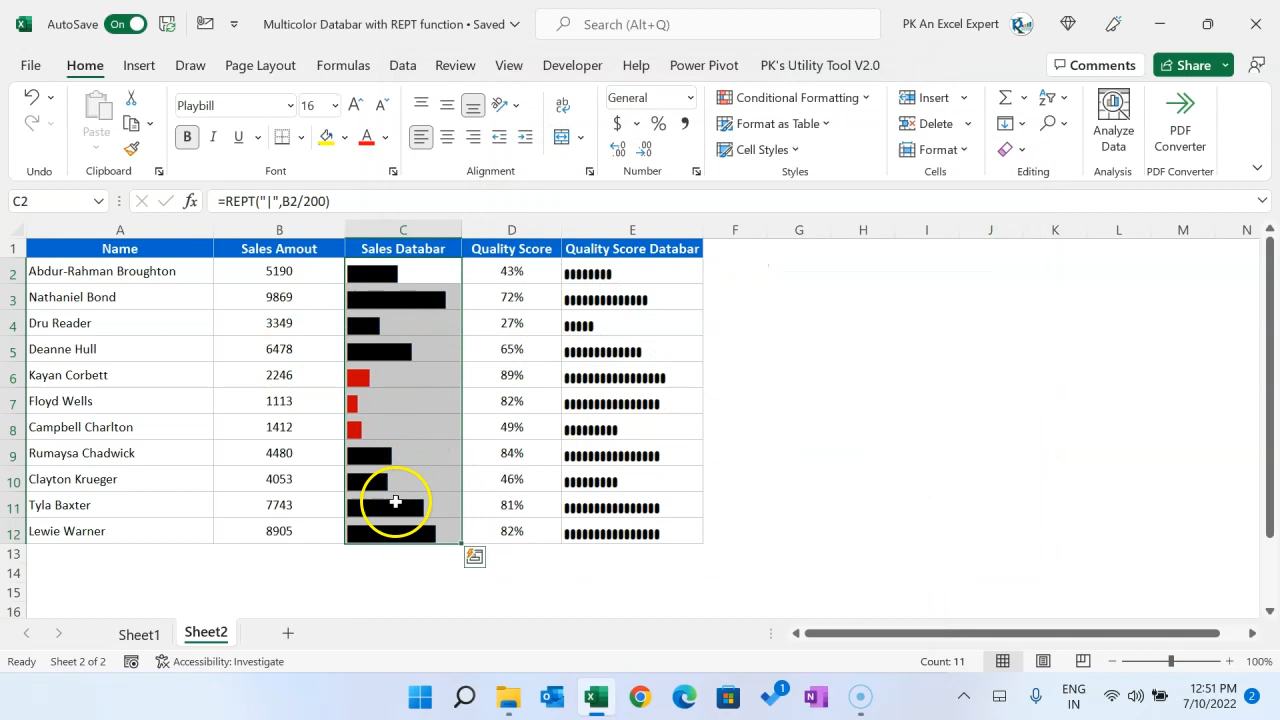 AutoSave On Multicolor Databar with REPT function • Saved Search (Alt+Q) PK An Excel Expert
File Home Insert Draw Page Layout Formulas Data Review View Developer Help Power Pivot PK's Utility Tool V2.0 Comments Share
Playbill 16 General Conditional Formatting Insert
Paste B I U A $ % Format as Table Delete Analyze Data PDF Converter
Cell Styles Format
Undo Clipboard Font Alignment Number Styles Cells Editing Analysis PDF Converter
C2 fx =REPT("|",B2/200)
A B C D E F G H I J K L M N
1 Name Sales Amout Sales Databar Quality Score Quality Score Databar
2 Abdur-Rahman Broughton 5190 43%
3 Nathaniel Bond 9869 72%
4 Dru Reader 3349 27%
5 Deanne Hull 6478 65%
6 Kayan Corbett 2246 89%
7 Floyd Wells 1113 82%
8 Campbell Charlton 1412 49%
9 Rumaysa Chadwick 4480 84%
10 Clayton Krueger 4053 46%
11 Tyla Baxter 7743 81%
12 Lewie Warner 8905 82%
13
14
15
16
Sheet1 Sheet2
Ready Sheet 2 of 2 Accessibility: Investigate Count: 11 100%
1 ENG IN 12:51 PM 7/10/2022 2